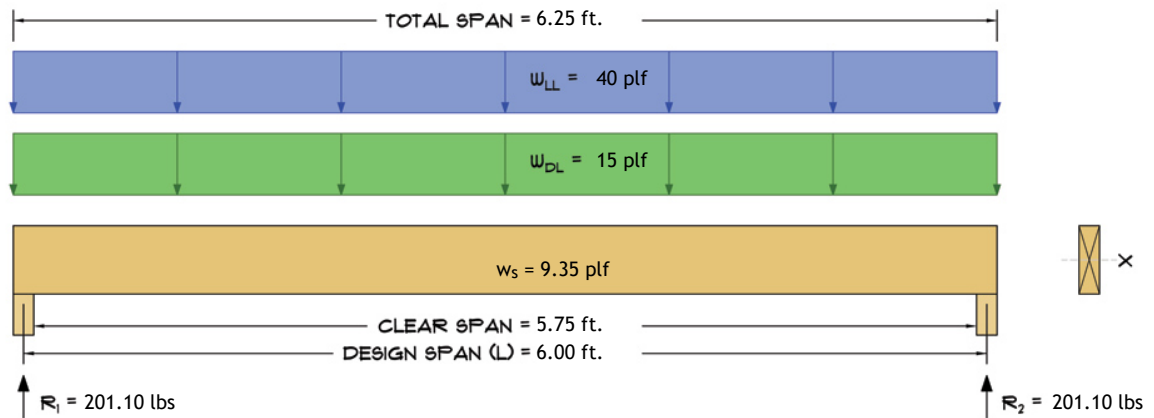 TOTAL SPAN = 6.25 ft.
wLL = 40 plf
wDL = 15 plf
ws = 9.35 plf
X
CLEAR SPAN = 5.75 ft.
DESIGN SPAN (L) = 6.00 ft.
R1 = 201.10 lbs
R2 = 201.10 lbs